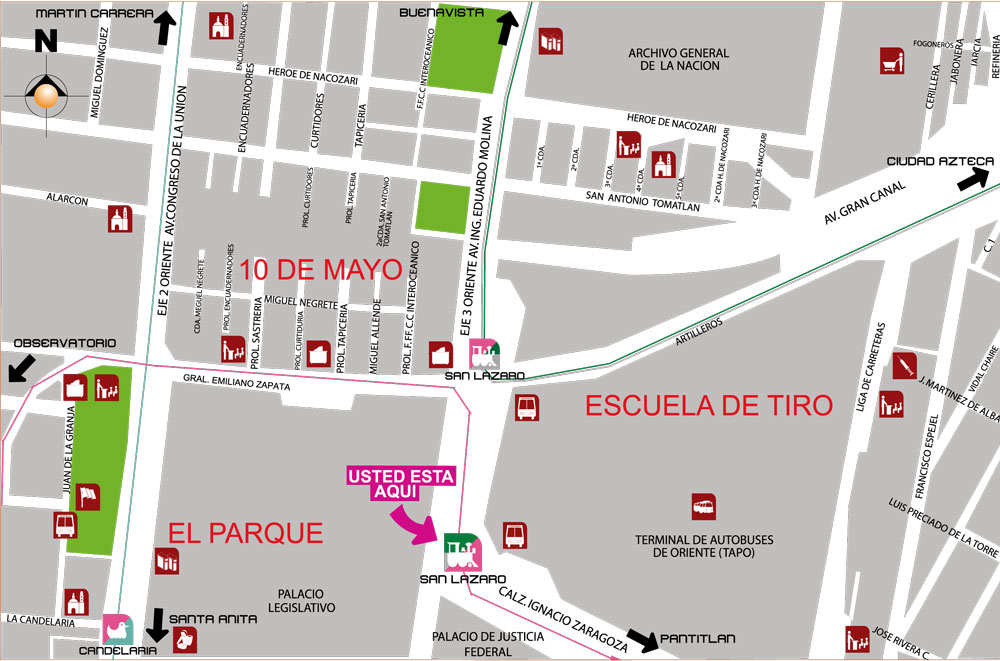 MARTIN CARRERA
BUENAVISTA
N
MIGUEL DOMINGUEZ
ENCUADERNADORES
ENCUADERNADORES
HEROE DE NACOZARI
CURTIDORES
TAPICERIA
F.F.C.C INTEROCEANICO
ARCHIVO GENERAL
DE LA NACION
FOGONEROS
CERILLERA
JABONERA
JARCIA
REFINERIA
HEROE DE NACOZARI
1ª CDA.
2ª CDA.
3ª CDA.
4ª CDA.
5ª CDA.
2ª CDA H. DE NACOZARI
3ª CDA H. DE NACOZARI
SAN ANTONIO TOMATLAN
CIUDAD AZTECA
AV. GRAN CANAL
ALARCON
EJE 2 ORIENTE AV.CONGRESO DE LA UNION
PROL. CURTIDORES
PROL. TAPICERIA
2aCDA. SAN ANTONIO
TOMATLAN
EJE 3 ORIENTE AV.ING. EDUARDO MOLINA
C. 1
10 DE MAYO
CDA. MEGUEL NEGRETE
PROL. ENCUADERNADORES
PROL. SASTRERIA
MIGUEL NEGRETE
PROL. CURTIDURIA
PROL. TAPICERIA
MIGUEL ALLENDE
PROL. F. FF. C. C INTEROCEANICO
OBSERVATORIO
GRAL. EMILIANO ZAPATA
SAN LAZARO
ARTILLEROS
LIGA DE CARRETERAS
VIDAL CHAIRE
J. MARTINEZ DE ALBA
FRANCISCO ESPEJEL
ESCUELA DE TIRO
JUAN DE LA GRANJA
USTED ESTA
AQUI
EL PARQUE
LUIS PRECIADO DE LA TORRE
TERMINAL DE AUTOBUSES
DE ORIENTE (TAPO)
SAN LAZARO
PALACIO
LEGISLATIVO
CALZ. IGNACIO ZARAGOZA
LA CANDELARIA
SANTA ANITA
CANDELARIA
PALACIO DE JUSTICIA
FEDERAL
PANTITLAN
JOSE RIVERA C.